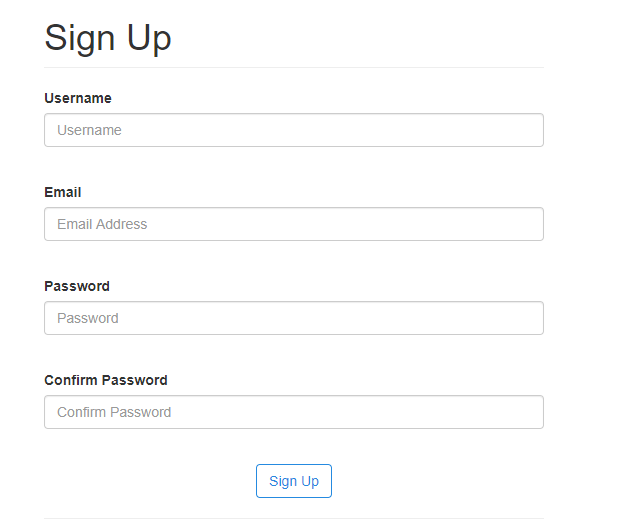 Sign Up
Username
Username
Email
Email Address
Password
Password
Confirm Password
Confirm Password
Sign Up